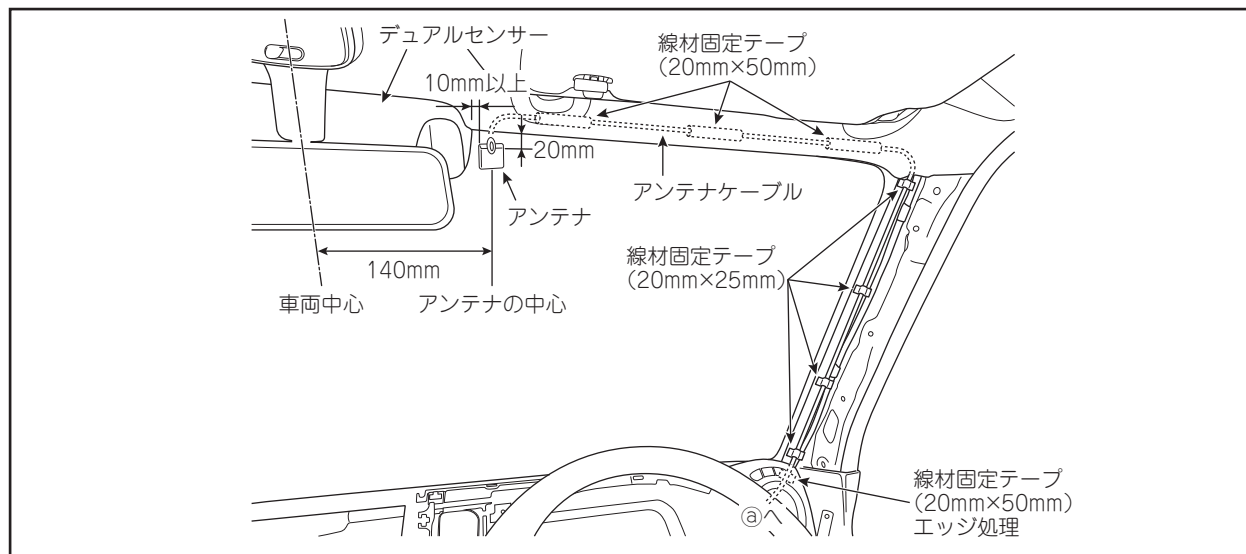 デュアルセンサー
線材固定テープ
(20mm×50mm)
10mm以上
20mm
アンテナケーブル
アンテナ
140mm
線材固定テープ
(20mm×25mm)
車両中心
アンテナの中心
線材固定テープ
(20mm×50mm)
エッジ処理
ⓐへ